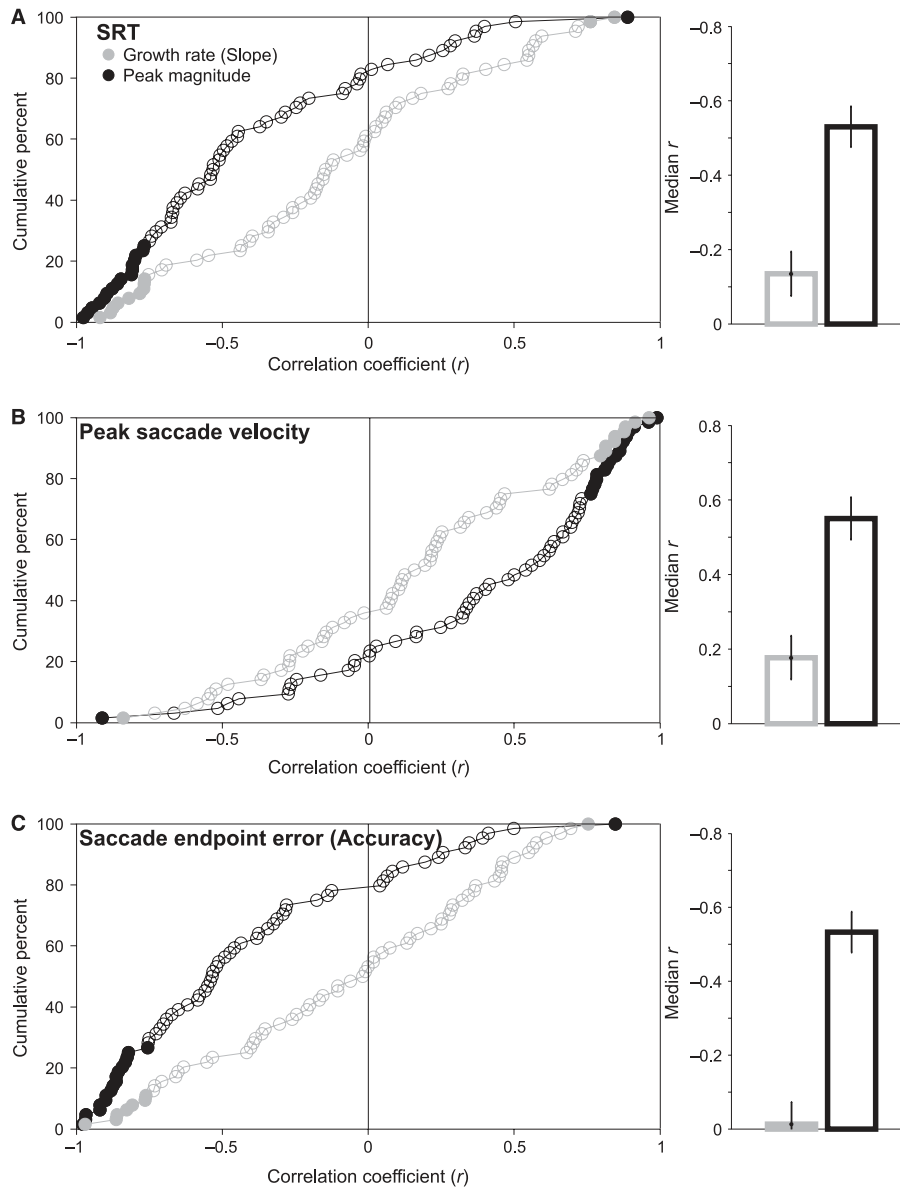 A
SRT
Growth rate (Slope)
Peak magnitude
Cumulative percent
100
80
60
40
20
0
−1
−0.5
0
0.5
1
Correlation coefficient (r)
Median r
−0.8
−0.6
−0.4
−0.2
0
B
Peak saccade velocity
Cumulative percent
100
80
60
40
20
0
−1
−0.5
0
0.5
1
Correlation coefficient (r)
Median r
0.8
0.6
0.4
0.2
0
C
Saccade endpoint error (Accuracy)
Cumulative percent
100
80
60
40
20
0
−1
−0.5
0
0.5
1
Correlation coefficient (r)
Median r
−0.8
−0.6
−0.4
−0.2
0